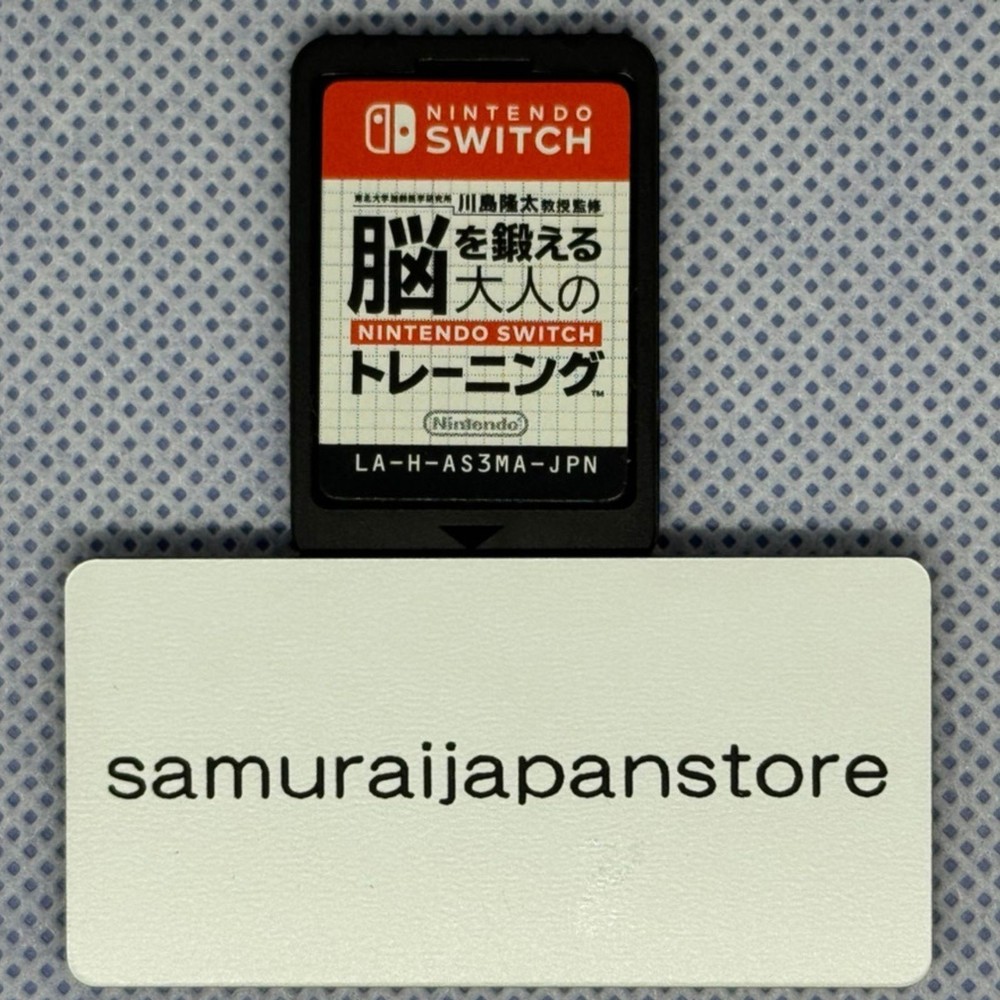 NINTENDO
SWITCH
東北大学加齢医学研究所 川島隆太教授監修
脳を鍛える
大人の
NINTENDO SWITCH
トレーニング™
Nintendo
LA-H-AS3MA-JPN
samuraijapanstore